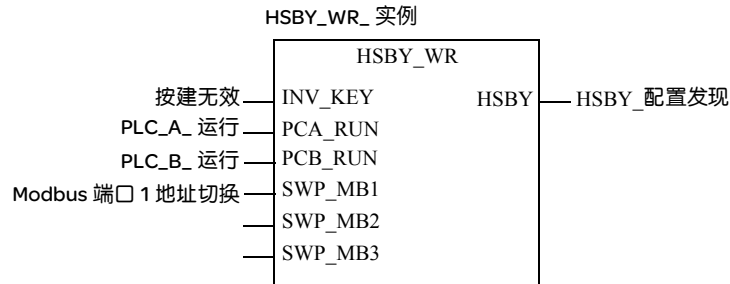 HSBY_WR_ 实例
HSBY_WR
按建无效 INV_KEY HSBY HSBY_配置发现
PLC_A_ 运行 PCA_RUN
PLC_B_ 运行 PCB_RUN
Modbus 端口 1 地址切换 SWP_MB1
SWP_MB2
SWP_MB3